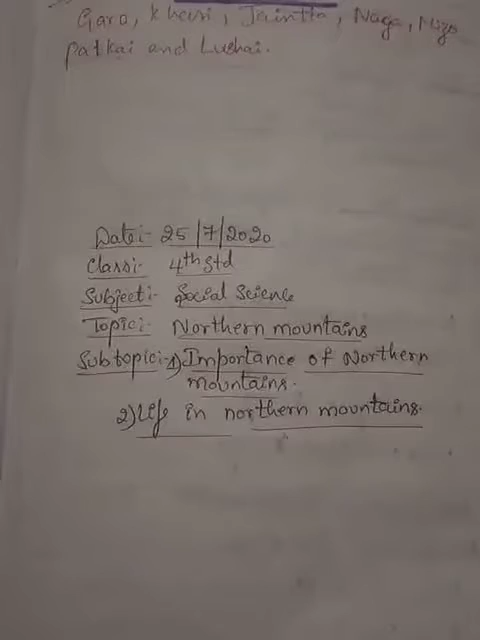 Garo, Khasi, Jaintia, Naga, Mizo
Patkai and Lushai.
Date:- 25/7/2020
Class:- 4th Std
Subject:- Social Science
Topic:- Northern mountains
Subtopic:- 1) Importance of Northern
mountains.
2) Life in northern mountains.